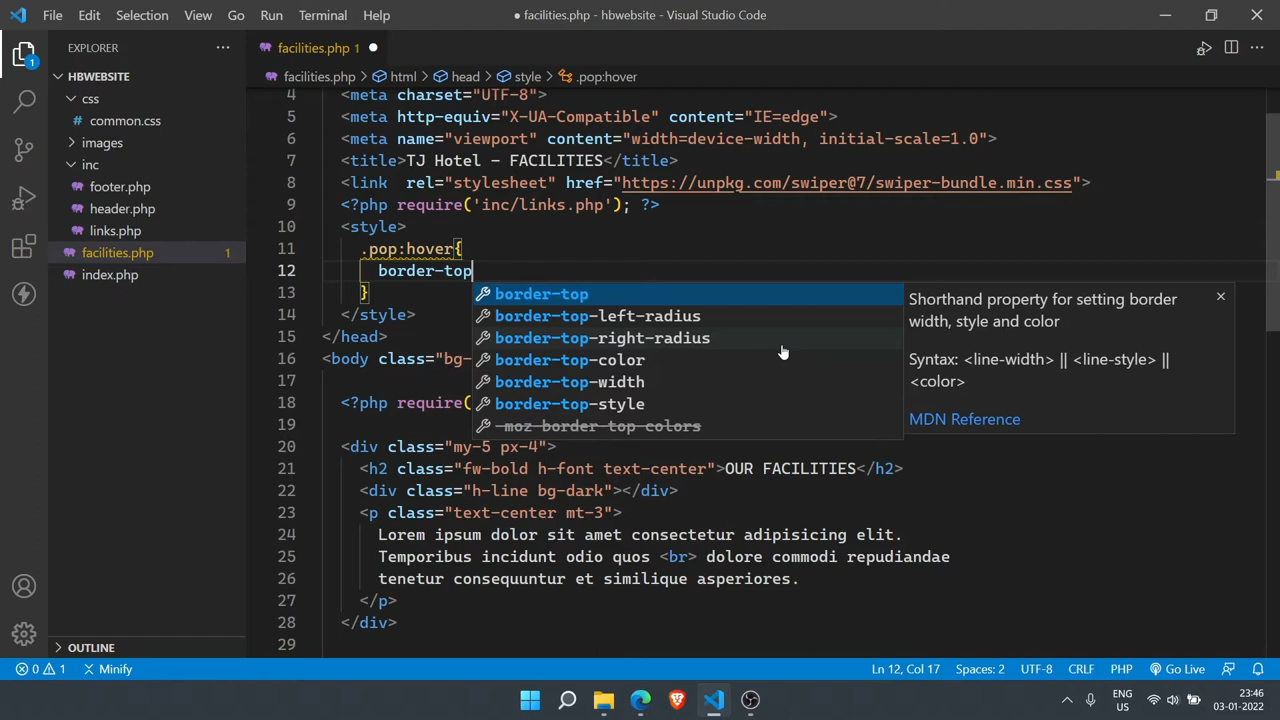 File Edit Selection View Go Run Terminal Help
● facilities.php - hbwebsite - Visual Studio Code
EXPLORER ...
facilities.php 1 ●
HBWEBSITE
facilities.php > html > head > style > .pop:hover
css
# common.css
images
inc
footer.php
header.php
links.php
facilities.php 1
index.php
4 <meta charset="UTF-8">
5 <meta http-equiv="X-UA-Compatible" content="IE=edge">
6 <meta name="viewport" content="width=device-width, initial-scale=1.0">
7 <title>TJ Hotel - FACILITIES</title>
8 <link  rel="stylesheet" href="https://unpkg.com/swiper@7/swiper-bundle.min.css">
9 <?php require('inc/links.php'); ?>
10 <style>
11 .pop:hover{
12 border-top
13 }
14 </style>
15 </head>
16 <body class="bg-
17
18 <?php require(
19
20 <div class="my-5 px-4">
21 <h2 class="fw-bold h-font text-center">OUR FACILITIES</h2>
22 <div class="h-line bg-dark"></div>
23 <p class="text-center mt-3">
24 Lorem ipsum dolor sit amet consectetur adipisicing elit.
25 Temporibus incidunt odio quos <br> dolore commodi repudiandae
26 tenetur consequuntur et similique asperiores.
27 </p>
28 </div>
29
border-top
border-top-left-radius
border-top-right-radius
border-top-color
border-top-width
border-top-style
-moz-border-top-colors
Shorthand property for setting border
width, style and color
Syntax: <line-width> || <line-style> ||
<color>
MDN Reference
OUTLINE
0 1 Minify
Ln 12, Col 17 Spaces: 2 UTF-8 CRLF PHP Go Live
ENG
US
23:46
03-01-2022